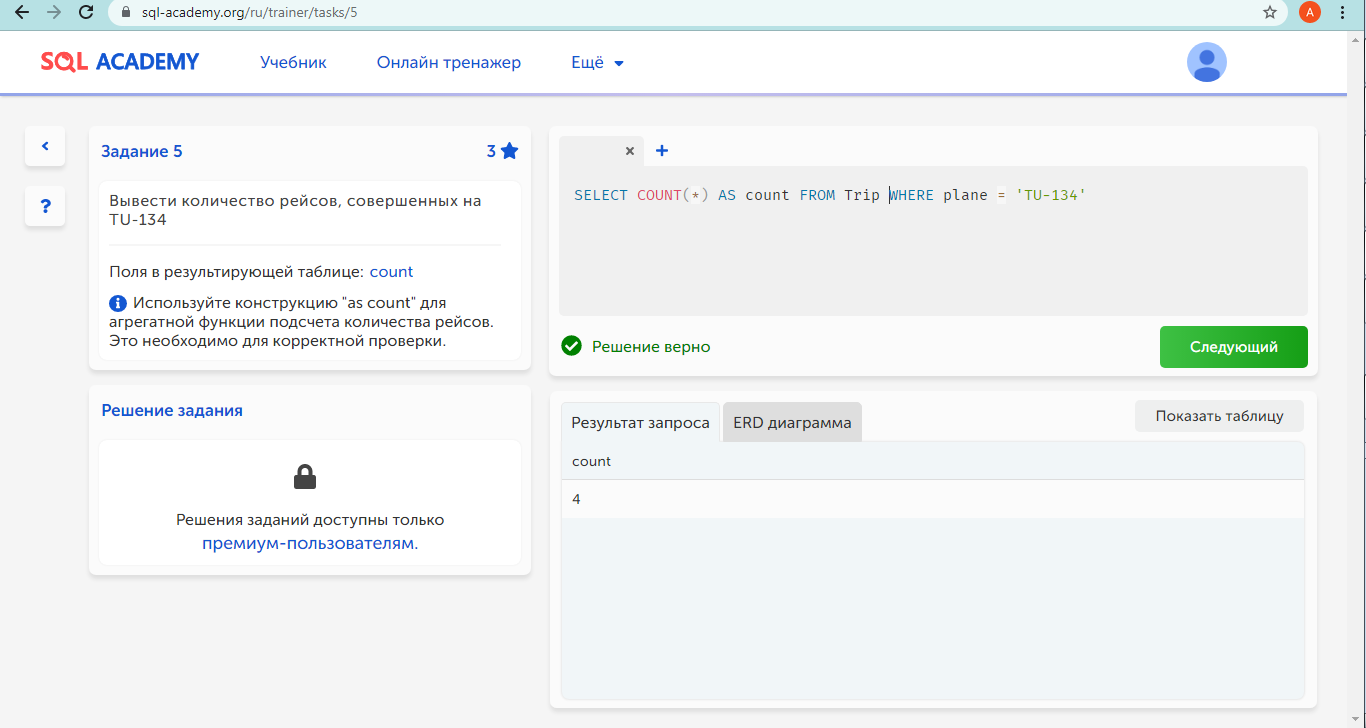 sql-academy.org/ru/trainer/tasks/5
A
SQL ACADEMY
Учебник
Онлайн тренажер
Ещё
Задание 5
3
Вывести количество рейсов, совершенных на
TU-134
Поля в результирующей таблице: count
Используйте конструкцию "as count" для
агрегатной функции подсчета количества рейсов.
Это необходимо для корректной проверки.
?
Решение задания
Решения заданий доступны только
премиум-пользователям.
SELECT COUNT(*) AS count FROM Trip WHERE plane = 'TU-134'
Решение верно
Следующий
Результат запроса
ERD диаграмма
Показать таблицу
count
4